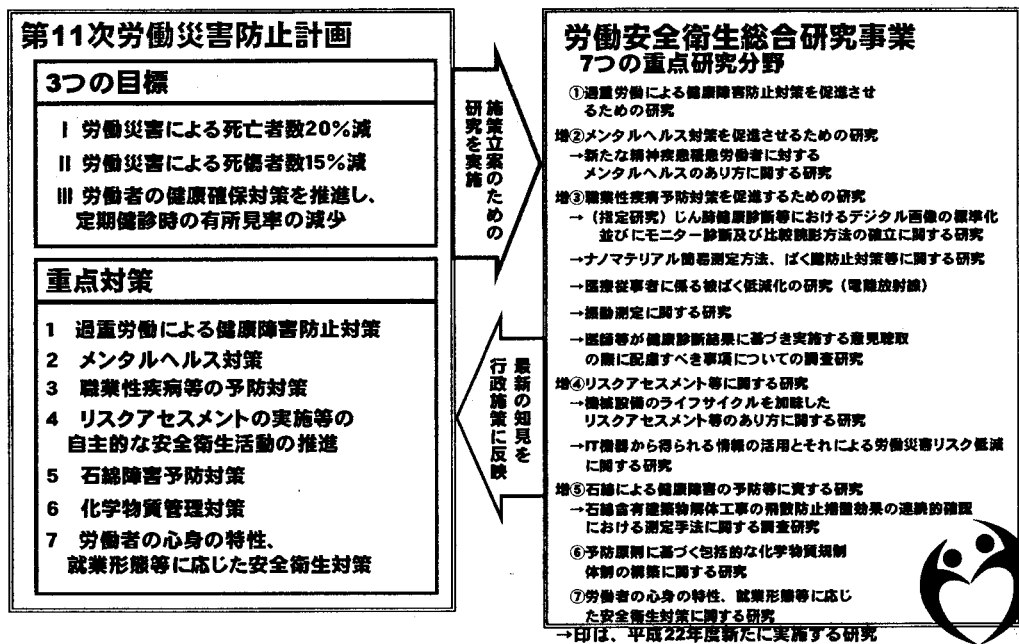 第11次労働災害防止計画
3つの目標
Ⅰ 労働災害による死亡者数20%減
Ⅱ 労働災害による死傷者数15%減
Ⅲ 労働者の健康確保対策を推進し、
定期健診時の有所見率の減少
重点対策
1 過重労働による健康障害防止対策
2 メンタルヘルス対策
3 職業性疾病等の予防対策
4 リスクアセスメントの実施等の
自主的な安全衛生活動の推進
5 石綿障害予防対策
6 化学物質管理対策
7 労働者の心身の特性、
就業形態等に応じた安全衛生対策
施策立案のための
研究を実施
最新の知見を
行政施策に反映
労働安全衛生総合研究事業
7つの重点研究分野
①過重労働による健康障害防止対策を促進させ
るための研究
増②メンタルヘルス対策を促進させるための研究
→新たな精神疾患罹患労働者に対する
メンタルヘルスのあり方に関する研究
増③職業性疾病予防対策を促進するための研究
→（指定研究）じん肺健康診断等におけるデジタル画像の標準化
並びにモニター診断及び比較読影方法の確立に関する研究
→ナノマテリアル簡易測定方法、ばく露防止対策等に関する研究
→医療従事者に係る被ばく低減化の研究（電離放射線）
→振動測定に関する研究
→医師等が健康診断結果に基づき実施する意見聴取
の際に配慮すべき事項についての調査研究
増④リスクアセスメント等に関する研究
→機械設備のライフサイクルを加味した
リスクアセスメント等のあり方に関する研究
→IT機器から得られる情報の活用とそれによる労働災害リスク低減
に関する研究
増⑤石綿による健康障害の予防等に資する研究
→石綿含有建築物解体工事の飛散防止措置効果の連続的確認
における測定手法に関する調査研究
⑥予防原則に基づく包括的な化学物質規制
体制の構築に関する研究
⑦労働者の心身の特性、就業形態等に応じ
た安全衛生対策に関する研究
→印は、平成22年度新たに実施する研究